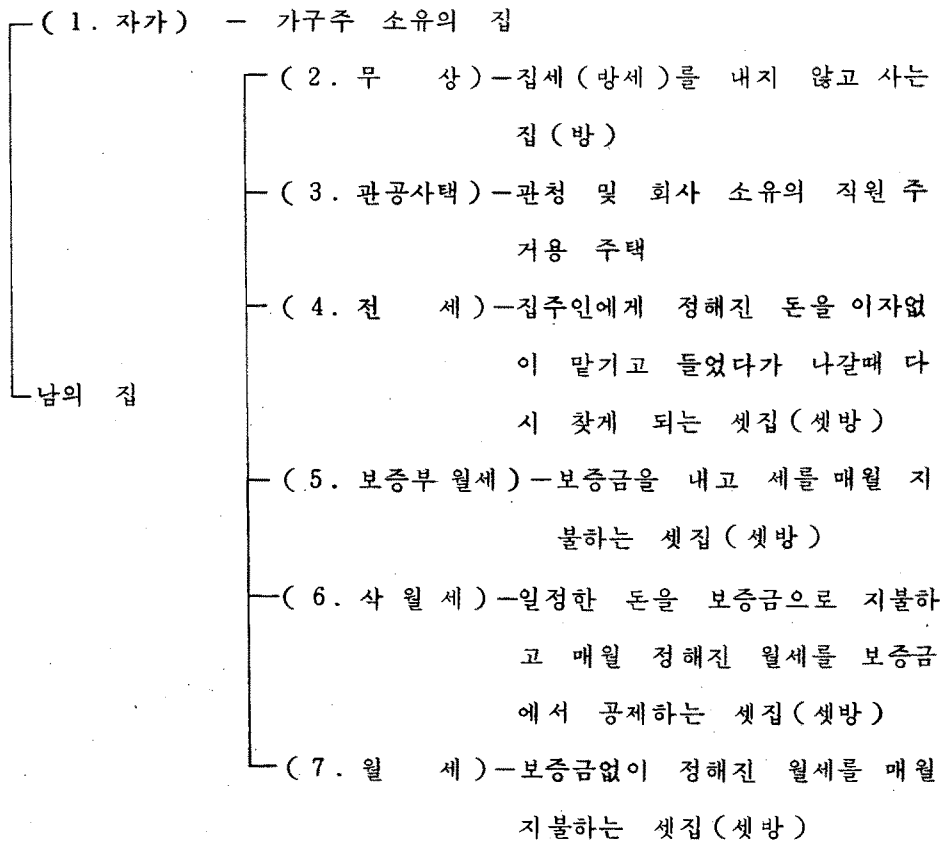 ( 1. 자가 ) - 가구주 소유의 집
( 2. 무 상 )-집세 ( 방세 )를 내지 않고 사는
집 ( 방 )
( 3. 관공사택 )-관청 및 회사 소유의 직원 주
거용 주택
( 4. 전 세 )-집주인에게 정해진 돈을 이자없
이 맡기고 들었다가 나갈때 다
남의 집
시 찾게 되는 셋집 ( 셋방 )
( 5. 보증부 월세 )-보증금을 내고 세를 매월 지
불하는 셋집 ( 셋방 )
( 6. 삭 월 세 )-일정한 돈을 보증금으로 지불하
고 매월 정해진 월세를 보증금
에서 공제하는 셋집 ( 셋방 )
( 7. 월 세 )-보증금없이 정해진 월세를 매월
지불하는 셋집 ( 셋방 )